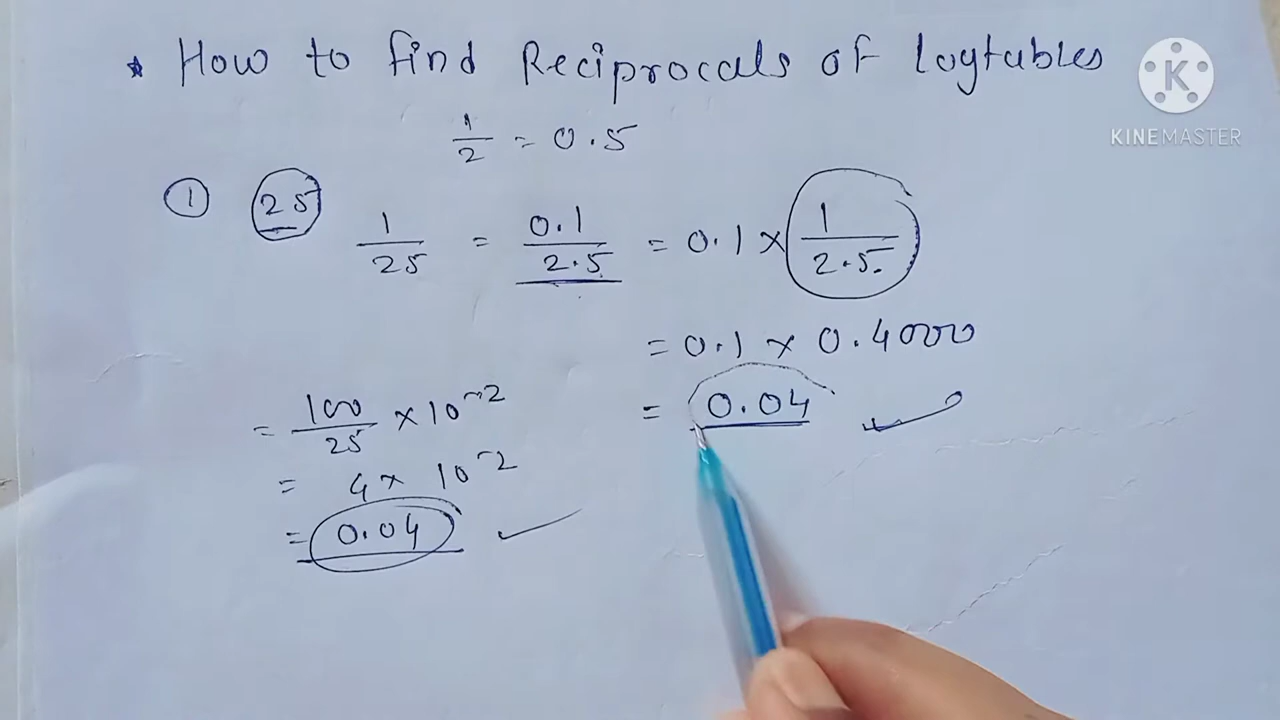 * How to find Reciprocals of logtables
1/2 = 0.5
① 25 1/25 = 0.1/2.5 = 0.1 × 1/2.5
= 0.1 × 0.4000
= 0.04
= 100/25 × 10^-2
= 4 × 10^-2
= 0.04
K
KINEMASTER